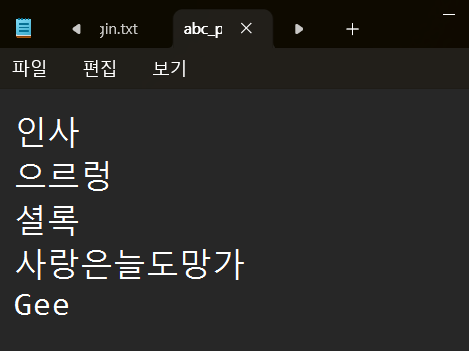 gin.txt abc_p
파일 편집 보기
인사
으르렁
셜록
사랑은늘도망가
Gee